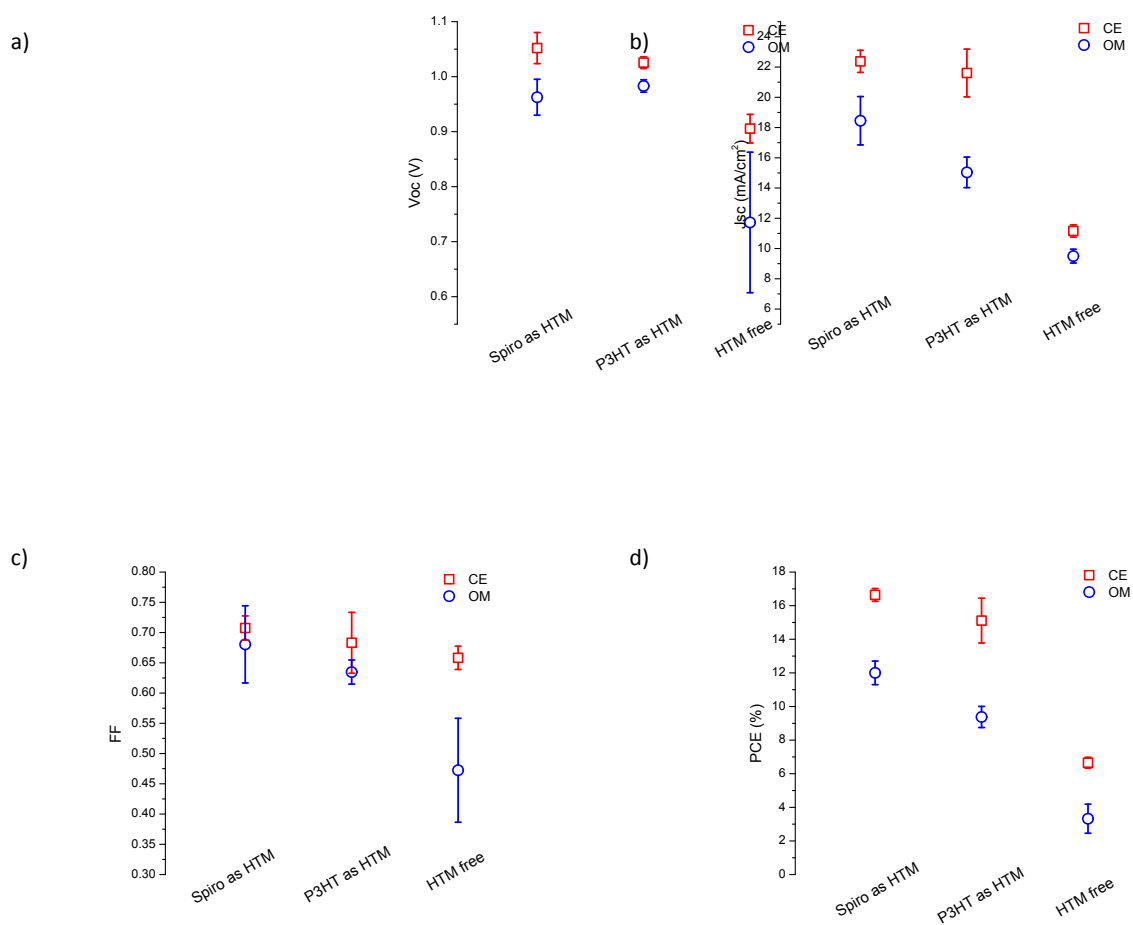 a)
Voc (V)
1.1
1.0
0.9
0.8
0.7
0.6
CE
OM
Spiro as HTM
P3HT as HTM
HTM free
b)
Jsc (mA/cm²)
24
22
20
18
16
14
12
10
8
6
CE
OM
Spiro as HTM
P3HT as HTM
HTM free
c)
FF
0.80
0.75
0.70
0.65
0.60
0.55
0.50
0.45
0.40
0.35
0.30
CE
OM
Spiro as HTM
P3HT as HTM
HTM free
d)
PCE (%)
18
16
14
12
10
8
6
4
2
0
CE
OM
Spiro as HTM
P3HT as HTM
HTM free